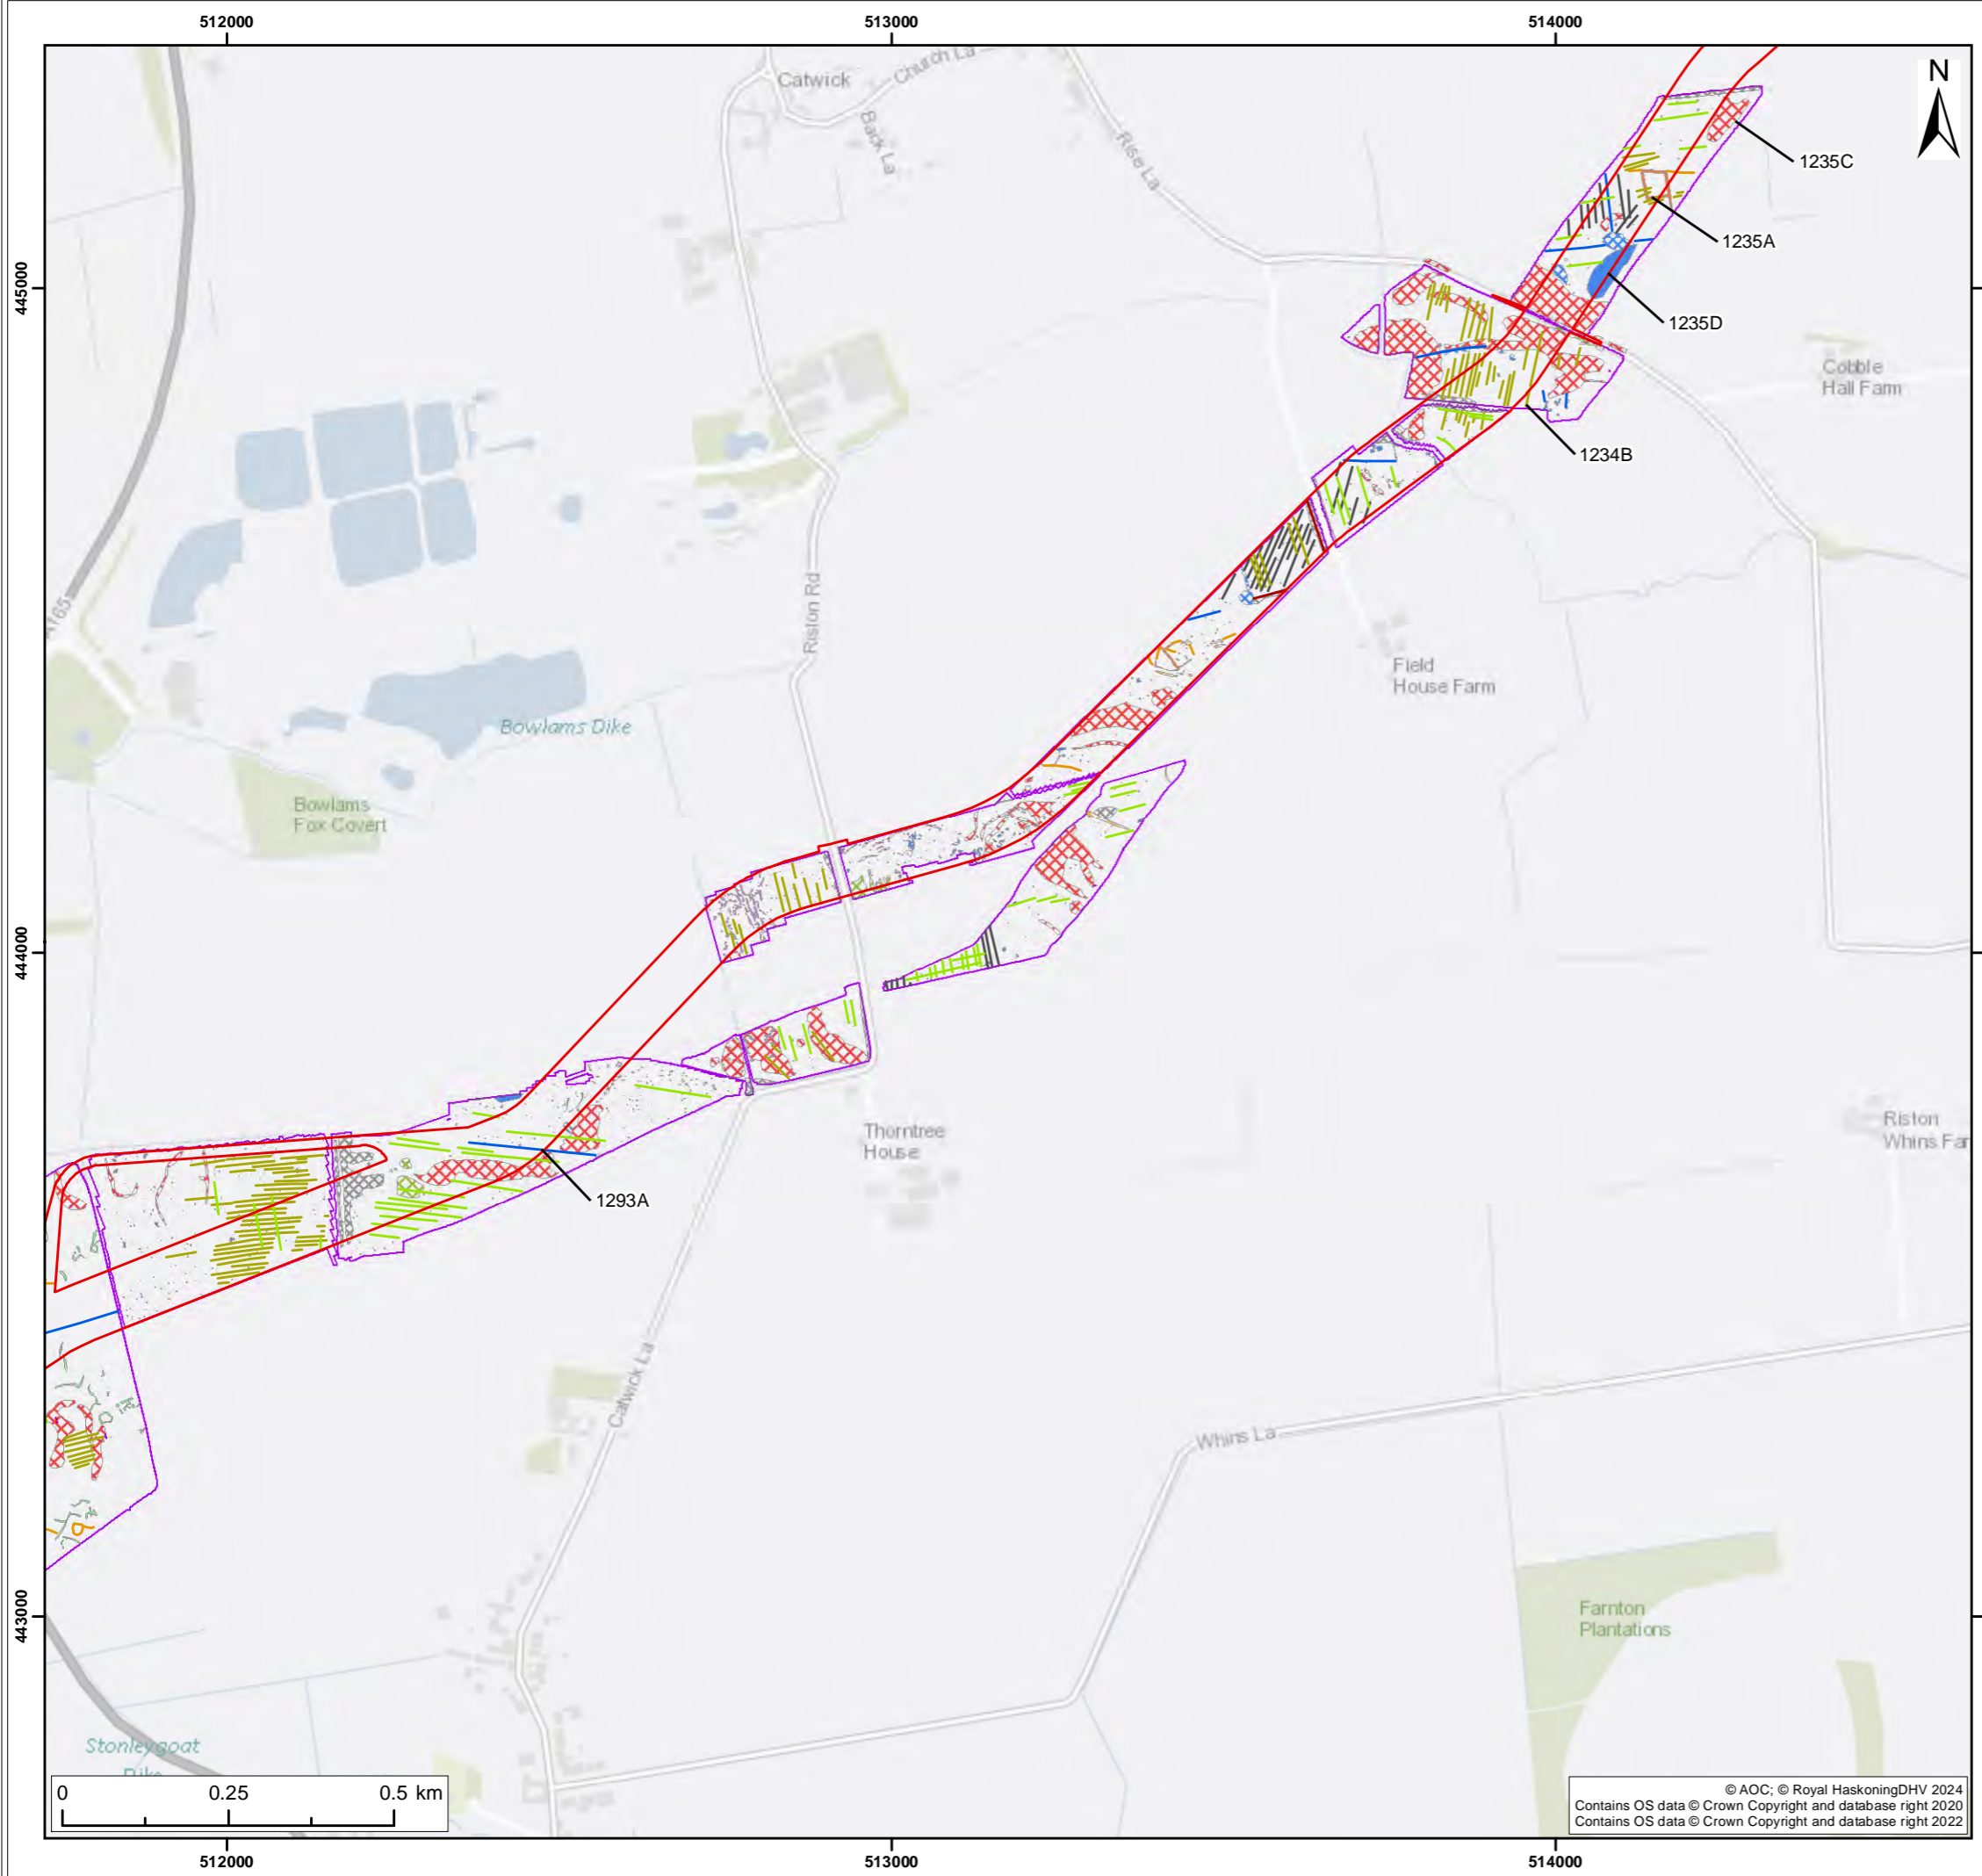 512000
513000
514000
N
Catwick
Church La
Back La
Rise La
1235C
1235A
445000
1235D
Cobble
Hall Farm
1234B
A165
Riston Rd
Field
House Farm
Bowlams Dike
Bowlams
Fox Covert
444000
Thorntree
House
Riston
Whins Far
1293A
Catwick La
Whins La
443000
Farnton
Plantations
Stonleygoat
Dike
0 0.25 0.5 km
© AOC; © Royal HaskoningDHV 2024
Contains OS data © Crown Copyright and database right 2020
Contains OS data © Crown Copyright and database right 2022
512000
513000
514000